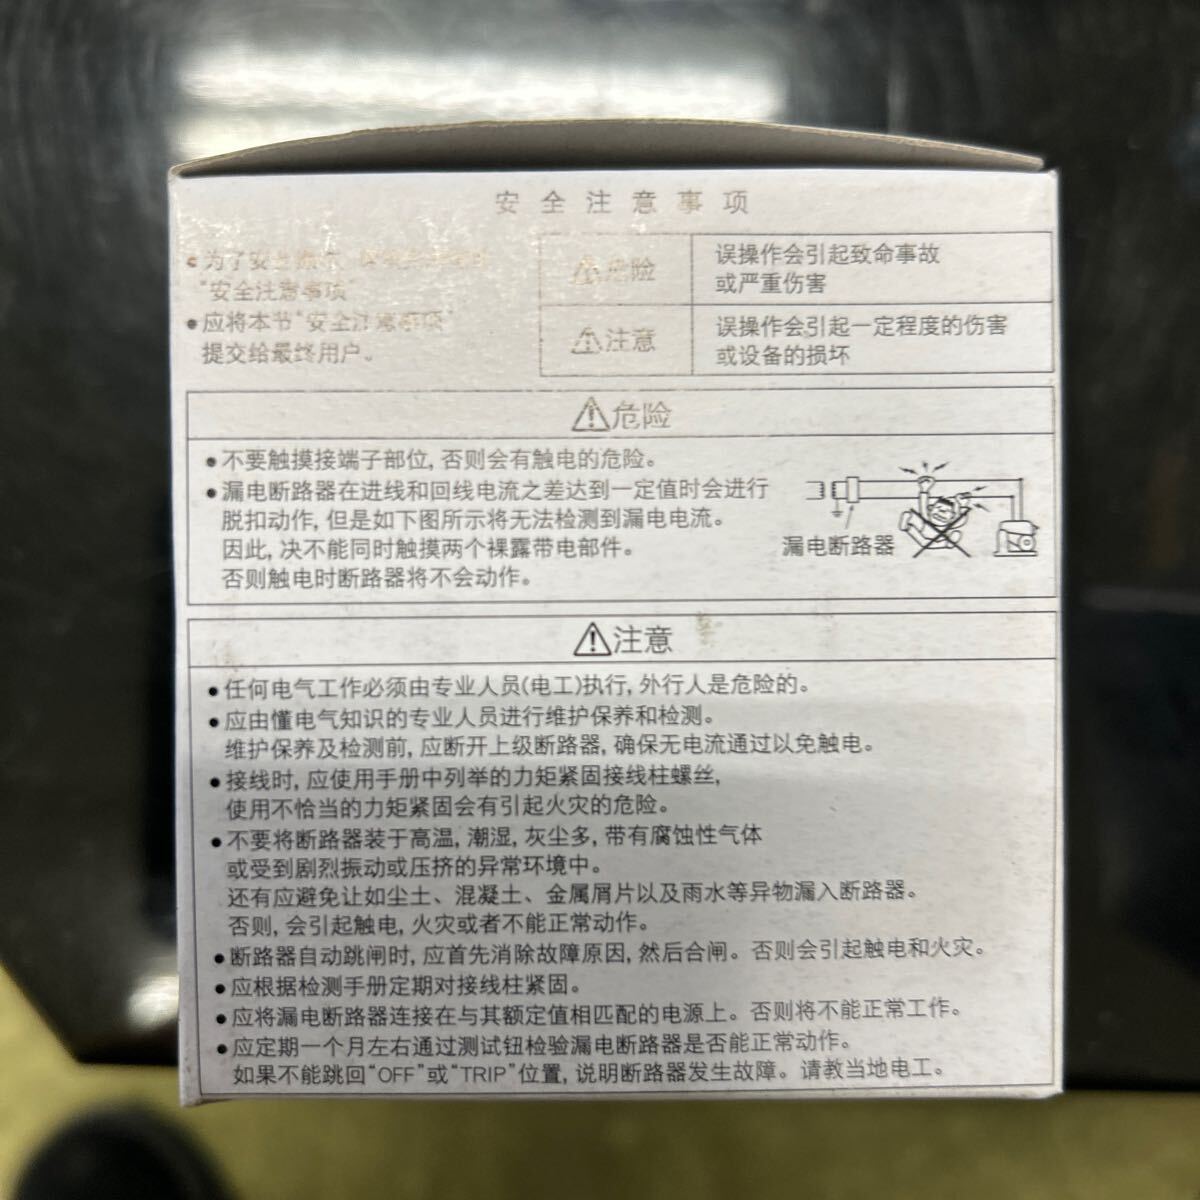 安全注意事项
● 为了安全
"安全注意事项"
● 应将本节"安全注意事项"
提交给最终用户。
⚠危险
误操作会引起致命事故
或严重伤害
⚠注意
误操作会引起一定程度的伤害
或设备的损坏
⚠危险
● 不要触摸接端子部位, 否则会有触电的危险。
● 漏电断路器在进线和回线电流之差达到一定值时会进行
脱扣动作, 但是如下图所示将无法检测到漏电电流。
因此, 决不能同时触摸两个裸露带电部件。
否则触电时断路器将不会动作。
漏电断路器
⚠注意
● 任何电气工作必须由专业人员(电工)执行, 外行人是危险的。
● 应由懂电气知识的专业人员进行维护保养和检测。
维护保养及检测前, 应断开上级断路器, 确保无电流通过以免触电。
● 接线时, 应使用手册中列举的力矩紧固接线柱螺丝,
使用不恰当的力矩紧固会有引起火灾的危险。
● 不要将断路器装于高温, 潮湿, 灰尘多, 带有腐蚀性气体
或受到剧烈振动或压挤的异常环境中。
还有应避免让如尘土、混凝土、金属屑片以及雨水等异物漏入断路器。
否则, 会引起触电, 火灾或者不能正常动作。
● 断路器自动跳闸时, 应首先消除故障原因, 然后合闸。否则会引起触电和火灾。
● 应根据检测手册定期对接线柱紧固。
● 应将漏电断路器连接在与其额定值相匹配的电源上。否则将不能正常工作。
● 应定期一个月左右通过测试钮检验漏电断路器是否能正常动作。
如果不能跳回"OFF"或"TRIP"位置, 说明断路器发生故障。请教当地电工。